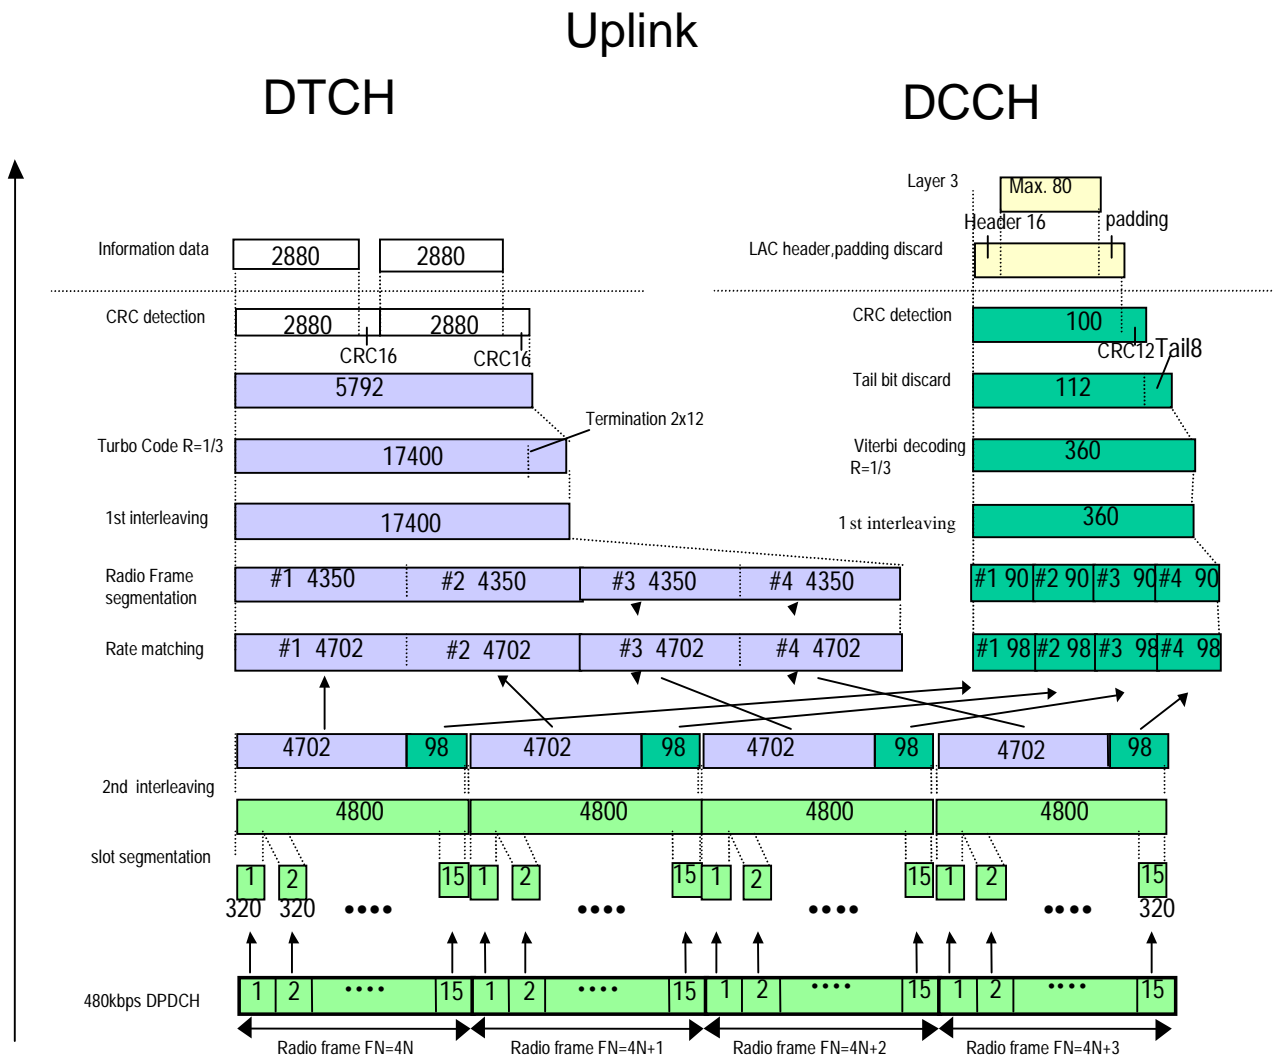 Uplink
DTCH
DCCH
Layer 3
Max. 80
Header 16
padding
Information data
2880
2880
LAC header,padding discard
CRC detection
2880
2880
CRC16
CRC16
CRC detection
100
CRC12
Tail8
5792
Tail bit discard
112
Termination 2x12
Turbo Code R=1/3
17400
Viterbi decoding
R=1/3
360
1st interleaving
17400
1st interleaving
360
Radio Frame
segmentation
#1 4350
#2 4350
#3 4350
#4 4350
#1 90
#2 90
#3 90
#4 90
Rate matching
#1 4702
#2 4702
#3 4702
#4 4702
#1 98
#2 98
#3 98
#4 98
4702
98
4702
98
4702
98
4702
98
2nd interleaving
4800
4800
4800
4800
slot segmentation
1
2
15
1
2
15
1
2
15
1
2
15
320
320
320
480kbps DPDCH
1
2
15
1
2
15
1
2
15
1
2
15
Radio frame FN=4N
Radio frame FN=4N+1
Radio frame FN=4N+2
Radio frame FN=4N+3